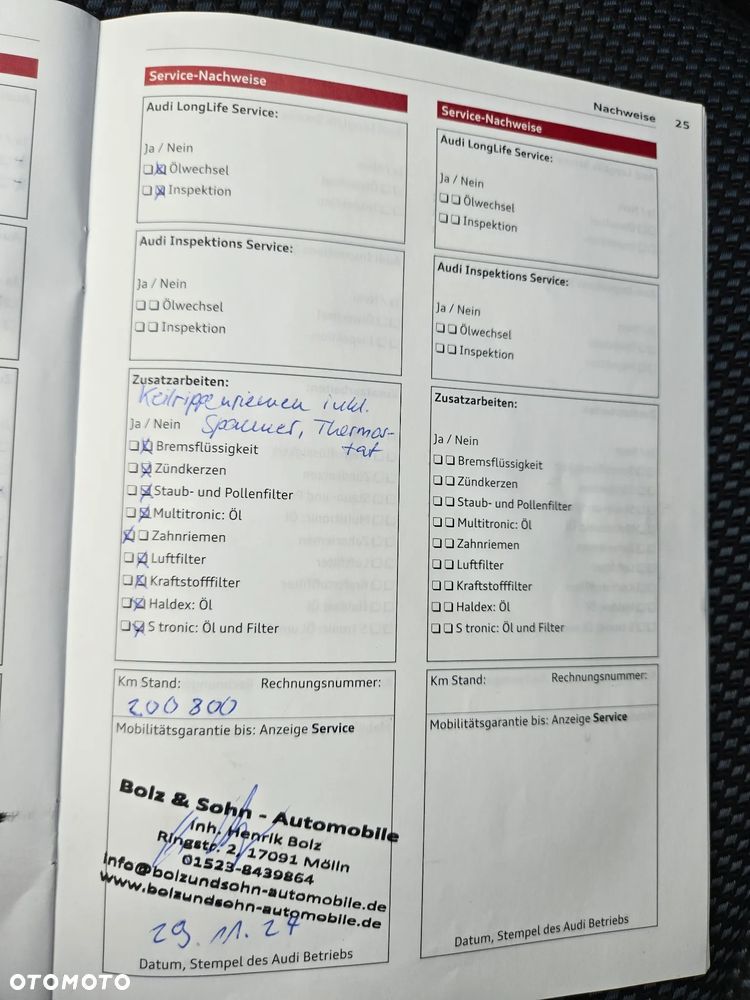 Service-Nachweise
Audi LongLife Service:
Ja / Nein
Ölwechsel
Inspektion
Audi Inspektions Service:
Ja / Nein
Ölwechsel
Inspektion
Zusatzarbeiten:
Keilrippenriemen inkl.
Ja / Nein Spanner, Thermos-
tat
Bremsflüssigkeit
Zündkerzen
Staub- und Pollenfilter
Multitronic: Öl
Zahnriemen
Luftfilter
Kraftstofffilter
Haldex: Öl
S tronic: Öl und Filter
Km Stand: Rechnungsnummer:
200 800
Mobilitätsgarantie bis: Anzeige Service
Bolz & Sohn - Automobile
Inh. Henrik Bolz
Ringstr. 2, 17091 Mölln
01523-8439864
info@bolzundsohn-automobile.de
www.bolzundsohn-automobile.de
29.11.24
Datum, Stempel des Audi Betriebs
Nachweise 25
Service-Nachweise
Audi LongLife Service:
Ja / Nein
Ölwechsel
Inspektion
Audi Inspektions Service:
Ja / Nein
Ölwechsel
Inspektion
Zusatzarbeiten:
Ja / Nein
Bremsflüssigkeit
Zündkerzen
Staub- und Pollenfilter
Multitronic: Öl
Zahnriemen
Luftfilter
Kraftstofffilter
Haldex: Öl
S tronic: Öl und Filter
Km Stand: Rechnungsnummer:
Mobilitätsgarantie bis: Anzeige Service
Datum, Stempel des Audi Betriebs
OTOMOTO